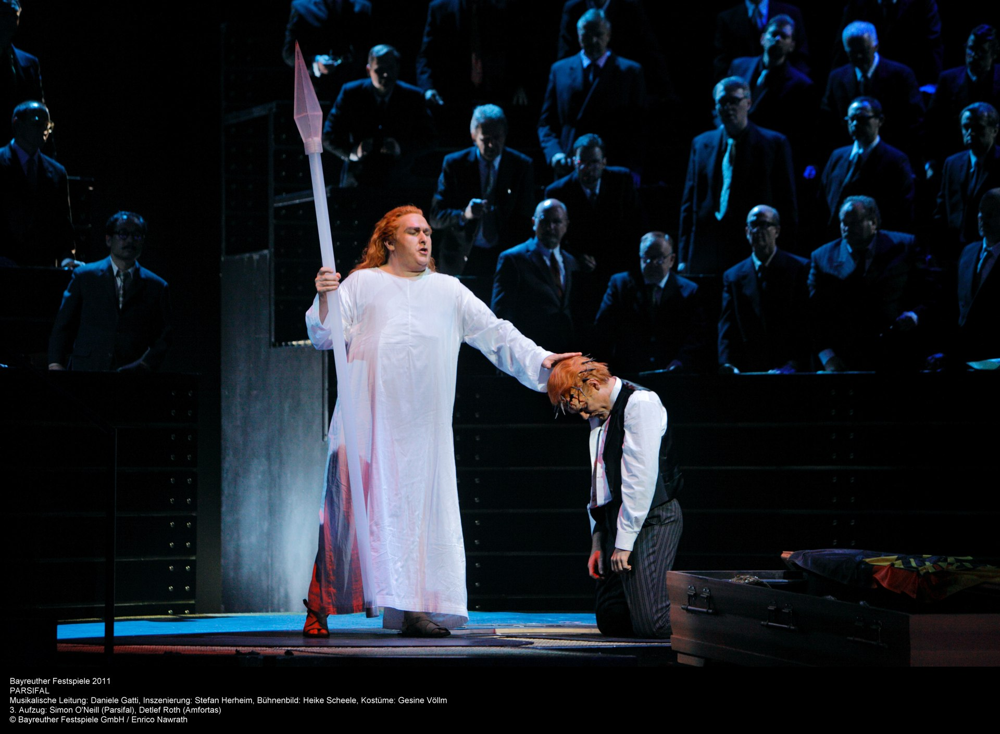 Bayreuther Festspiele 2011
PARSIFAL
Musikalische Leitung: Daniele Gatti, Inszenierung: Stefan Herheim, Bühnenbild: Heike Scheele, Kostüme: Gesine Völlm
3. Aufzug: Simon O'Neill (Parsifal), Detlef Roth (Amfortas)
© Bayreuther Festspiele GmbH / Enrico Nawrath